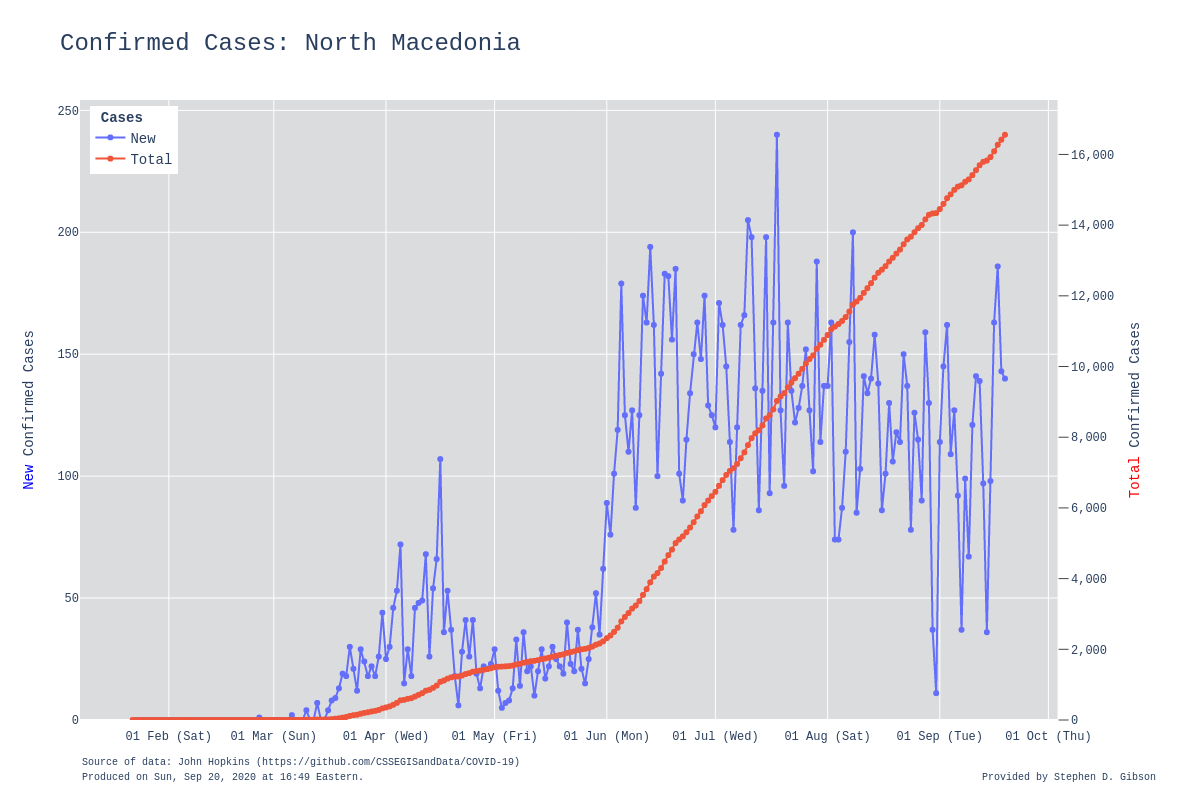 Confirmed Cases: North Macedonia
Cases
New
Total
250
200
150
100
50
0
16,000
14,000
12,000
10,000
8,000
6,000
4,000
2,000
0
New Confirmed Cases
Total Confirmed Cases
01 Feb (Sat)
01 Mar (Sun)
01 Apr (Wed)
01 May (Fri)
01 Jun (Mon)
01 Jul (Wed)
01 Aug (Sat)
01 Sep (Tue)
01 Oct (Thu)
Source of data: John Hopkins (https://github.com/CSSEGISandData/COVID-19)
Produced on Sun, Sep 20, 2020 at 16:49 Eastern.
Provided by Stephen D. Gibson